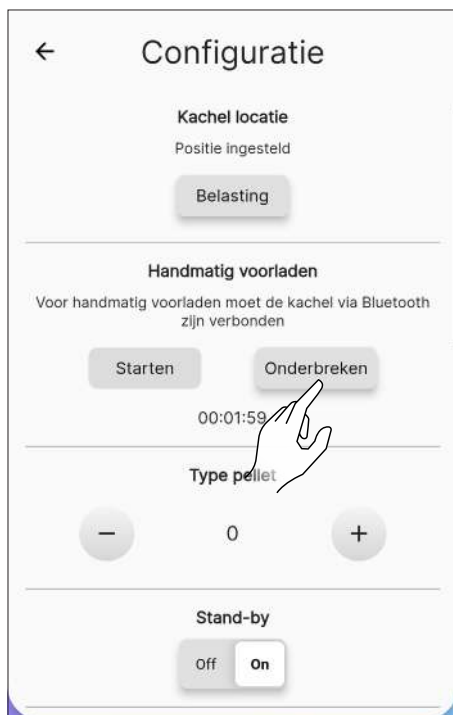 Configuratie
Kachel locatie
Positie ingesteld
Belasting
Handmatig voorladen
Voor handmatig voorladen moet de kachel via Bluetooth
zijn verbonden
Starten Onderbreken
00:01:59
Type pellet
− 0 +
Stand-by
Off On